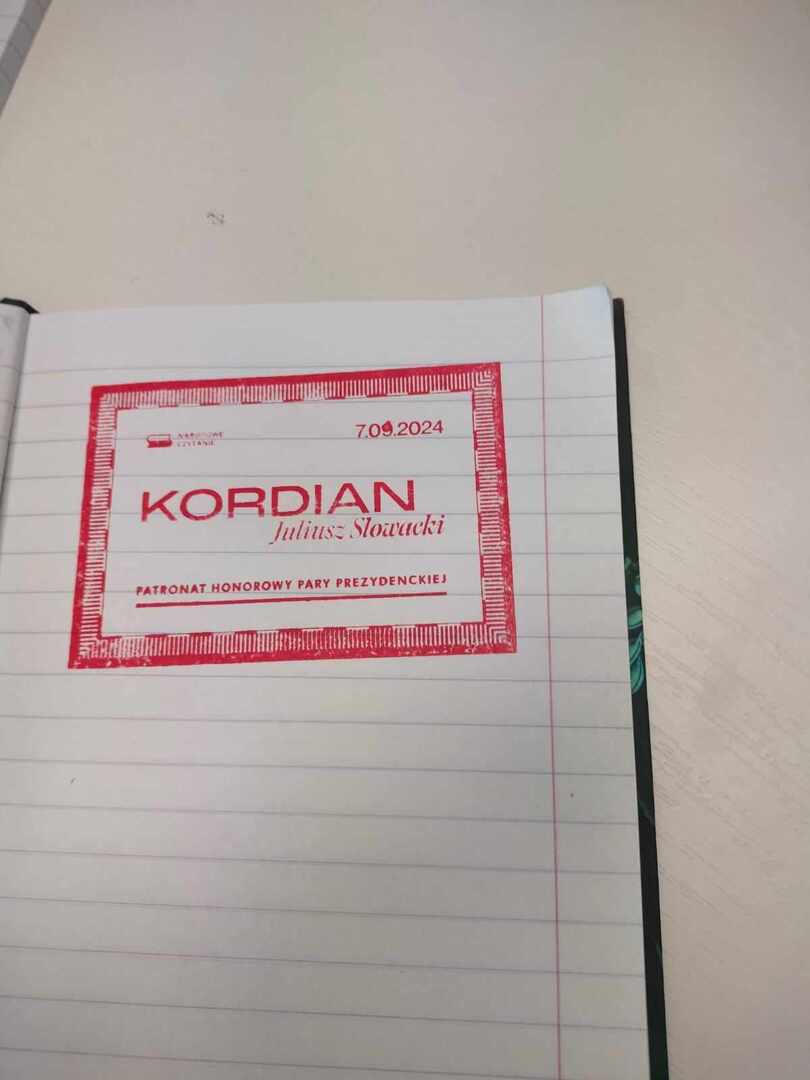 NARODOWE
CZYTANIE
7.09.2024
KORDIAN
Juliusz Słowacki
PATRONAT HONOROWY PARY PREZYDENCKIEJ